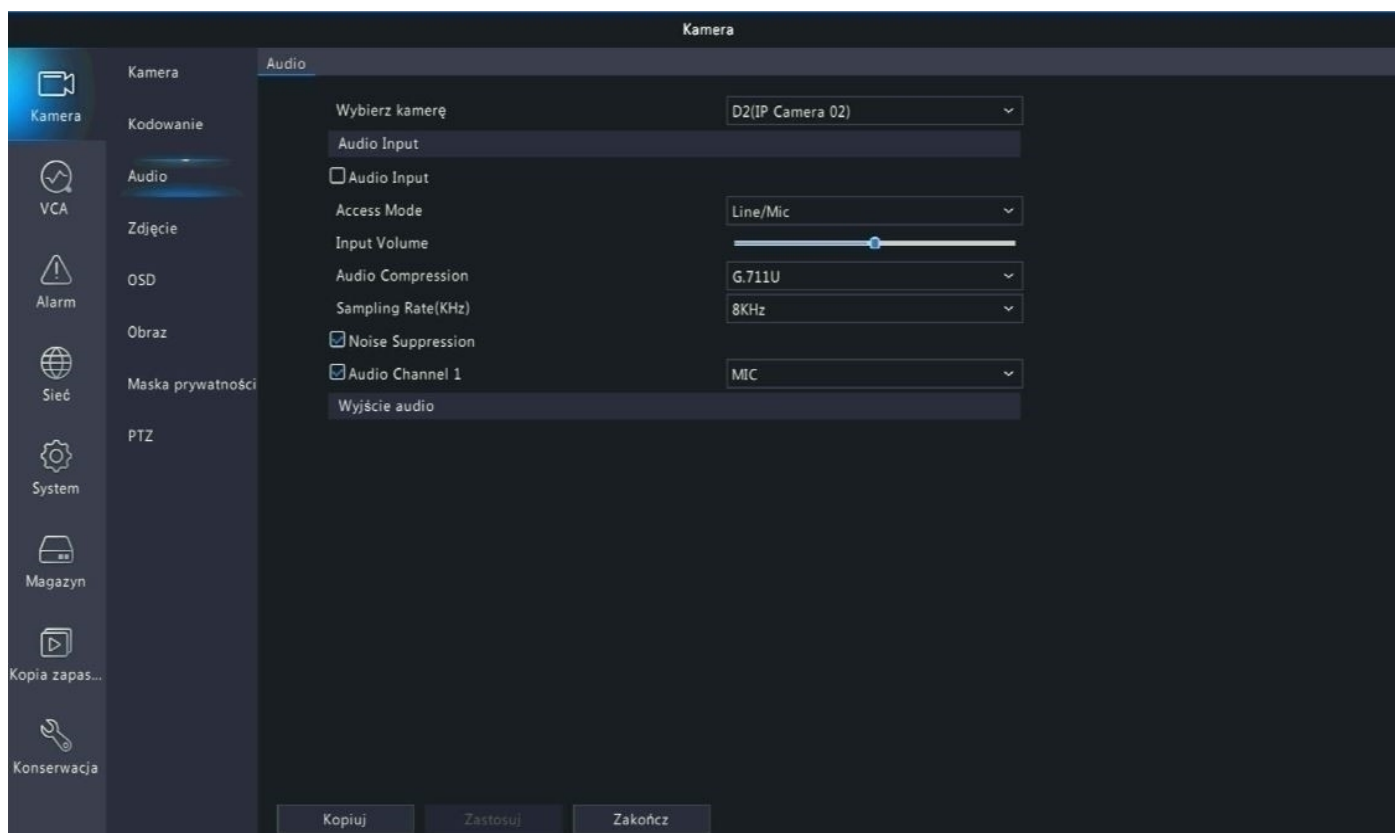 Kamera
Kamera
VCA
Alarm
Sieć
System
Magazyn
Kopia zapas...
Konserwacja
Kamera
Kodowanie
Audio
Zdjęcie
OSD
Obraz
Maska prywatności
PTZ
Audio
Wybierz kamerę D2(IP Camera 02)
Audio Input
Audio Input
Access Mode Line/Mic
Input Volume
Audio Compression G.711U
Sampling Rate(KHz) 8KHz
Noise Suppression
Audio Channel 1 MIC
Wyjście audio
Kopiuj Zastosuj Zakończ